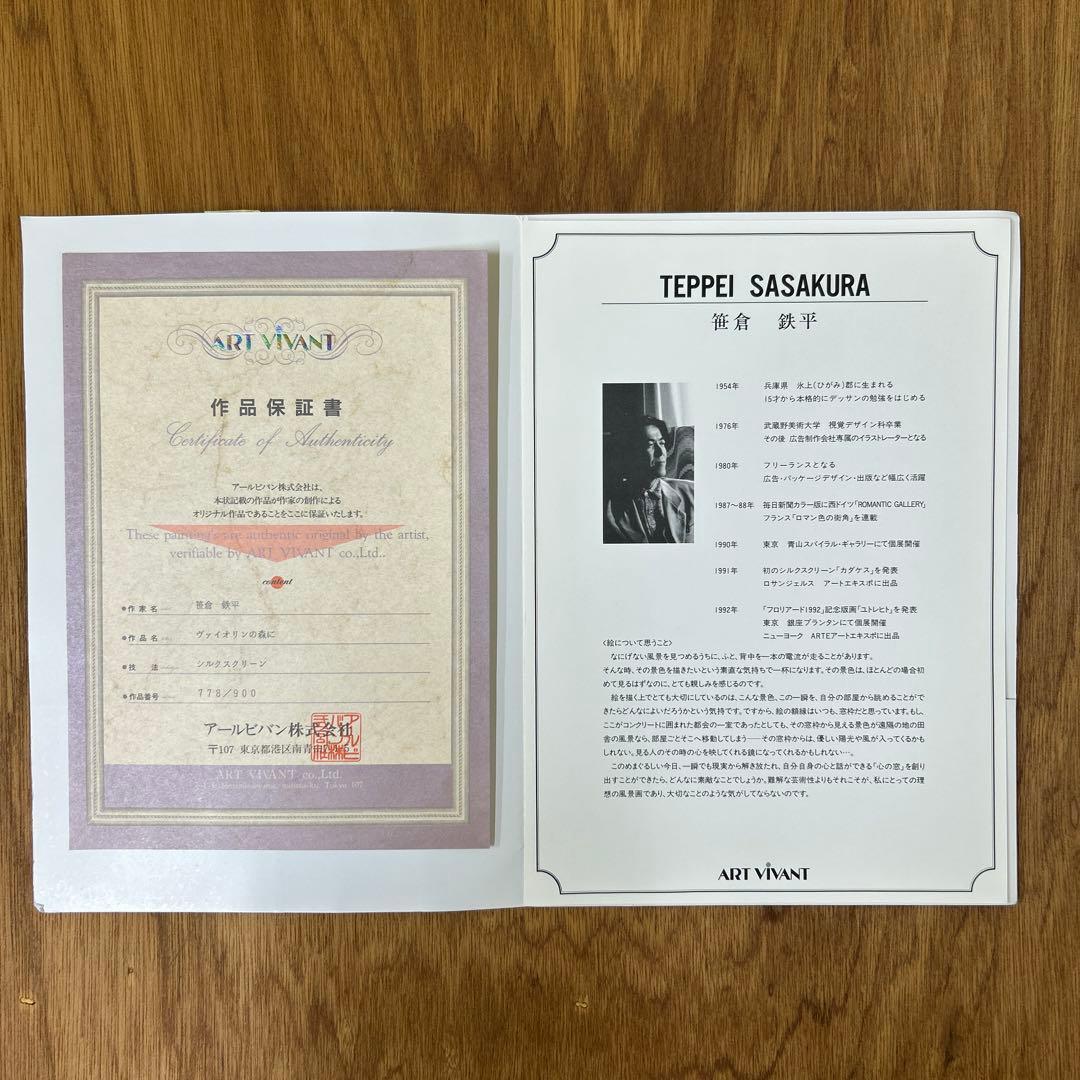 ART ViVANT
作品保証書
Certificate of Authenticity
アールビバン株式会社は、
本状記載の作品が作家の創作による
オリジナル作品であることをここに保証いたします。
These painting's are authentic original by the artist,
verifiable by ART VIVANT co.,Ltd..
content
●作家名 笹倉 鉄平
●作品名 ヴァイオリンの森に
●技 法 シルクスクリーン
●作品番号 778/900
アールビバン株式会社
〒107 東京都港区南青山
ART VIVANT co.,Ltd.
TEPPEI SASAKURA
笹倉 鉄平
1954年 兵庫県 氷上(ひがみ)郡に生まれる
15才から本格的にデッサンの勉強をはじめる
1976年 武蔵野美術大学 視覚デザイン科卒業
その後 広告制作会社専属のイラストレーターとなる
1980年 フリーランスとなる
広告・パッケージデザイン・出版など幅広く活躍
1987〜88年 毎日新聞カラー版に西ドイツ「ROMANTIC GALLERY」
フランス「ロマン色の街角」を連載
1990年 東京 青山スパイラル・ギャラリーにて個展開催
1991年 初のシルクスクリーン「カダケス」を発表
ロサンジェルス アートエキスポに出品
1992年 「フロリアード1992」記念版画「ユトレヒト」を発表
東京 銀座プランタンにて個展開催
ニューヨーク ARTEアートエキスポに出品
〈絵について思うこと〉
なにげない風景を見つめるうちに、ふと、背中を一本の電流が走ることがあります。
そんな時、その景色を描きたいという素直な気持ちで一杯になります。その景色は、ほとんどの場合初
めて見るはずなのに、とても親しみを感じるのです。
絵を描く上でとても大切にしているのは、こんな景色、この一瞬を、自分の部屋から眺めることがで
きたらどんなによいだろうかという気持です。ですから、絵の額縁はいつも、窓枠だと思っています。もし、
ここがコンクリートに囲まれた都会の一室であったとしても、その窓枠から見える景色が遠隔の地の田
舎の風景なら、部屋ごとそこへ移動してしまう――その窓枠からは、優しい陽光や風が入ってくるかも
しれない。見る人のその時の心を映してくれる鏡になってくれるかもしれない…。
このめまぐるしい今日、一瞬でも現実から解き放たれ、自分自身の心と話ができる「心の窓」を創り
出すことができたら、どんなに素敵なことでしょうか。難解な芸術性よりもそれこそが、私にとっての理
想の風景画であり、大切なことのような気がしてならないのです。
ART ViVANT